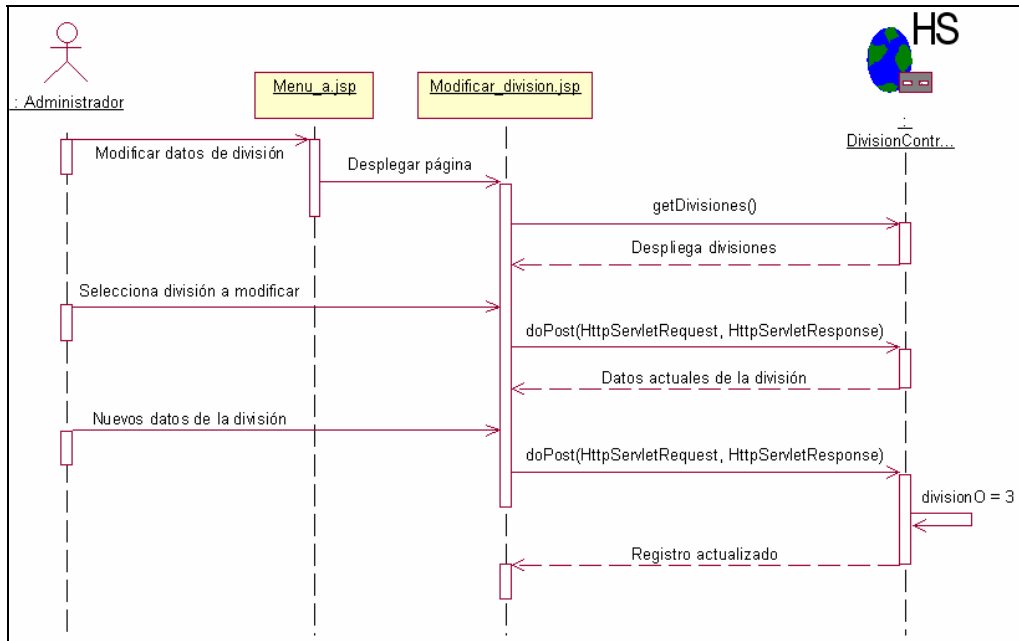 HS
: Administrador
Menu_a.jsp
Modificar_division.jsp
:
DivisionContr...
Modificar datos de división
Desplegar página
getDivisiones()
Despliega divisiones
Selecciona división a modificar
doPost(HttpServletRequest, HttpServletResponse)
Datos actuales de la división
Nuevos datos de la división
doPost(HttpServletRequest, HttpServletResponse)
divisionO = 3
Registro actualizado